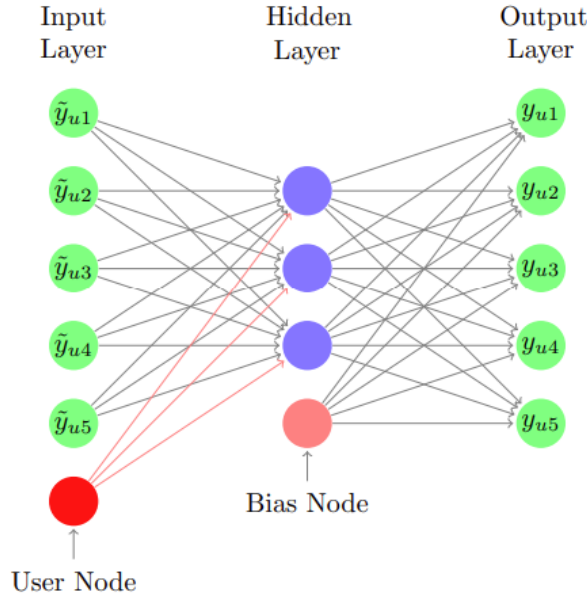 Input
Layer
Hidden
Layer
Output
Layer
ỹu1
ỹu2
ỹu3
ỹu4
ỹu5
yu1
yu2
yu3
yu4
yu5
Bias Node
User Node